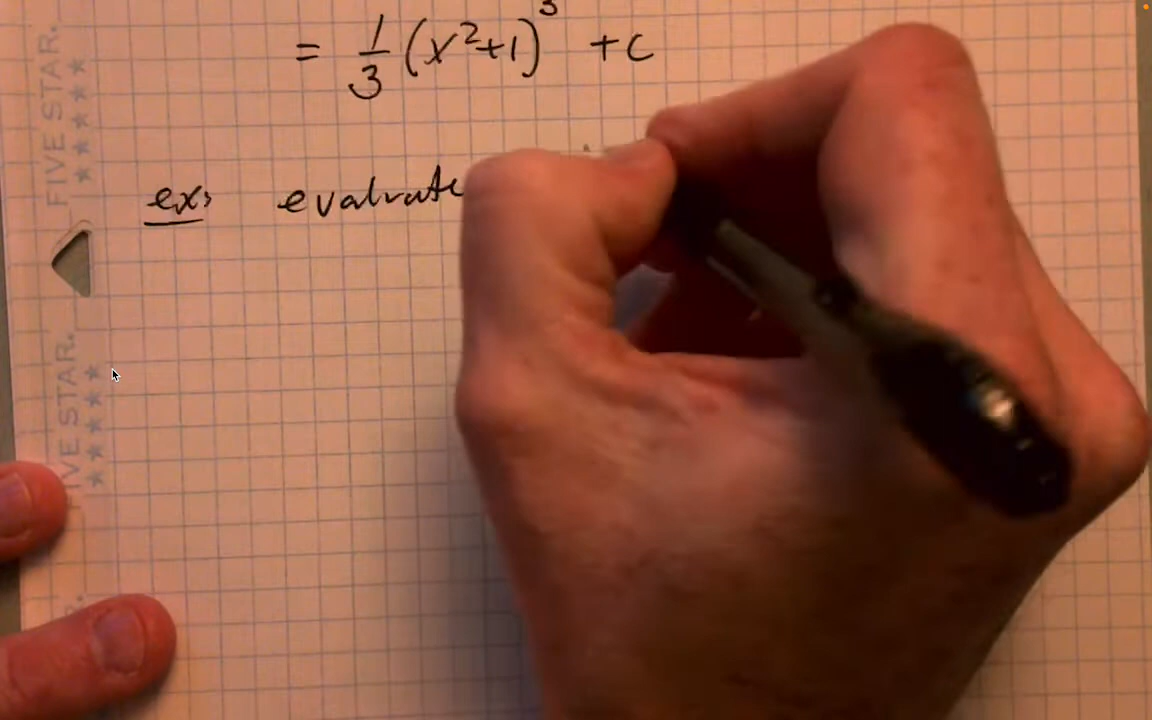 = 1/3 (x²+1)³ + c
ex: evaluate
FIVE STAR.
FIVE STAR.